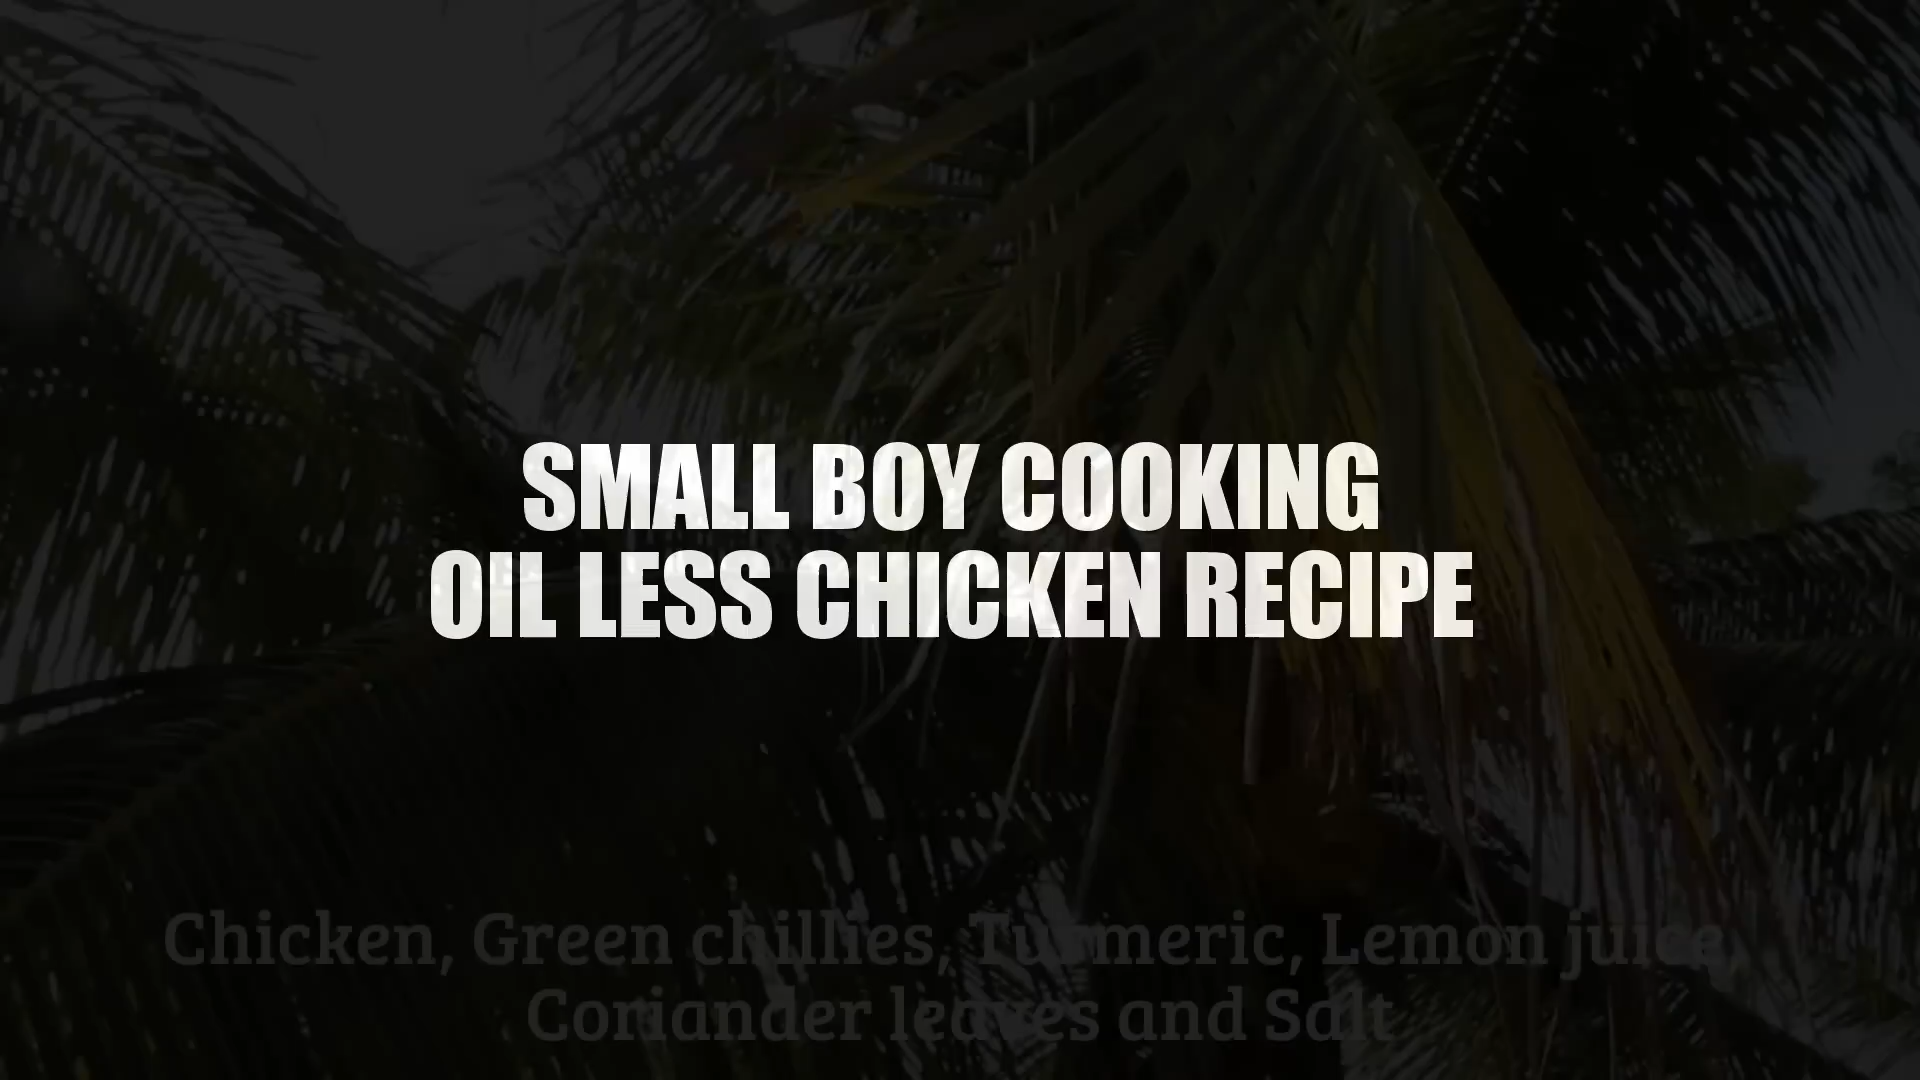 SMALL BOY COOKING
OIL LESS CHICKEN RECIPE
Chicken, Green chillies, Turmeric, Lemon juice
Coriander leaves and Salt